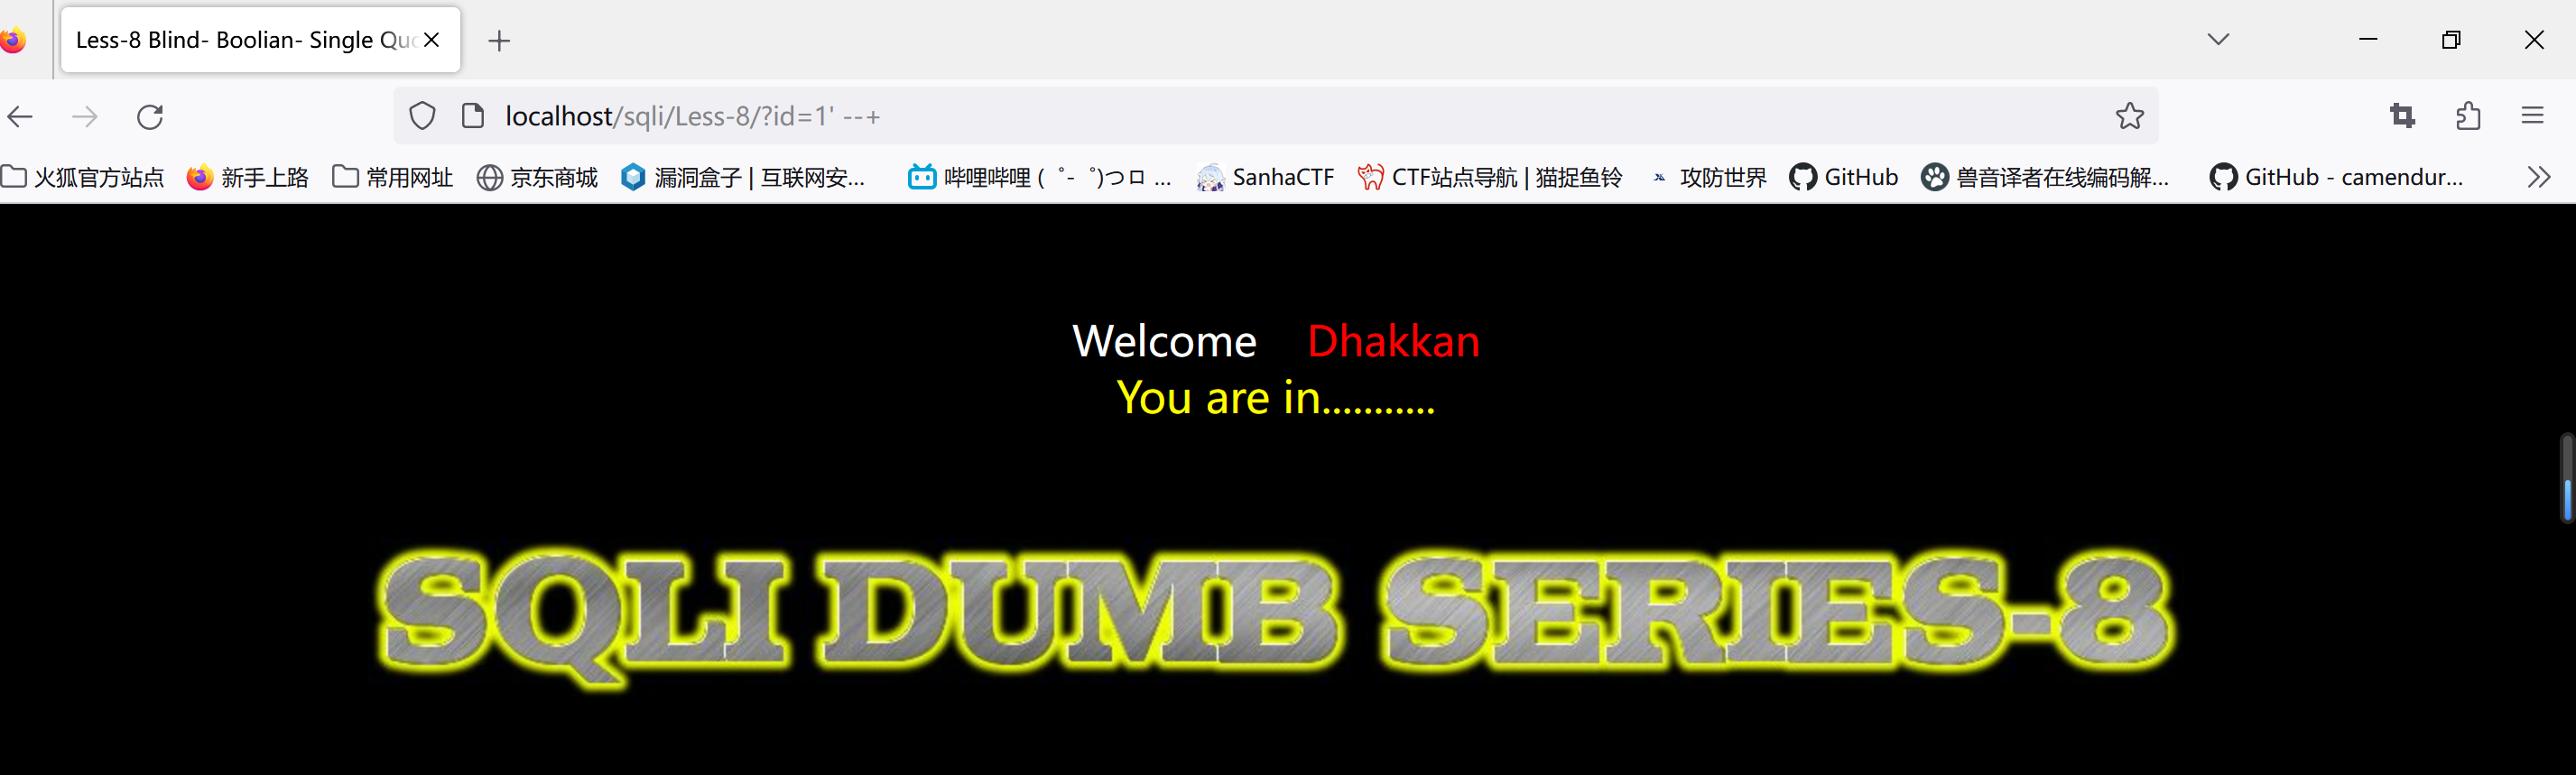 Less-8 Blind- Boolian- Single Quo
localhost/sqli/Less-8/?id=1' --+
火狐官方站点 新手上路 常用网址 京东商城 漏洞盒子 | 互联网安... 哔哩哔哩 ( ゜- ゜)つロ ... SanhaCTF CTF站点导航 | 猫捉鱼铃 攻防世界 GitHub 兽音译者在线编码解... GitHub - camendur...
Welcome Dhakkan
You are in...........
SQLI DUMB SERIES-8